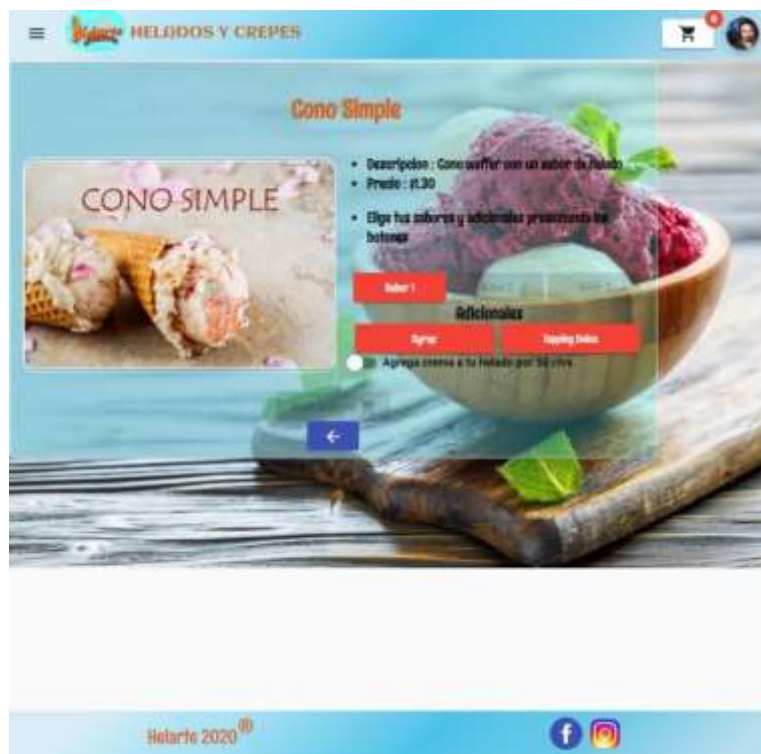 HELADOS Y CREPES
Cono Simple
CONO SIMPLE
• Descripcion : Cono waffer con un sabor de helado
• Precio : $1.30
• Elige tus sabores y adicionales presionando los
botones
Sabor 1
Adicionales
Syrup
Topping Dulce
Agrega crema a tu helado por 50 ctvs
Helarte 2020®